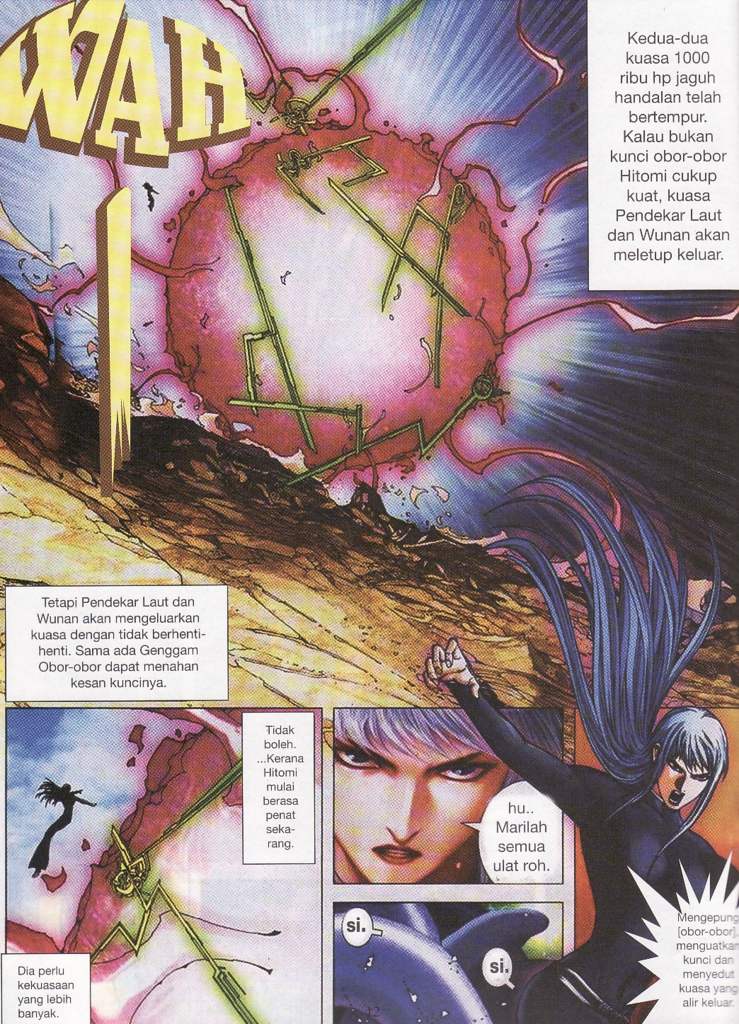 WAH
!
Kedua-dua
kuasa 1000
ribu hp jaguh
handalan telah
bertempur.
Kalau bukan
kunci obor-obor
Hitomi cukup
kuat, kuasa
Pendekar Laut
dan Wunan akan
meletup keluar.
Tetapi Pendekar Laut dan
Wunan akan mengeluarkan
kuasa dengan tidak berhenti-
henti. Sama ada Genggam
Obor-obor dapat menahan
kesan kuncinya.
Tidak
boleh.
...Kerana
Hitomi
mulai
berasa
penat
seka-
rang.
Dia perlu
kekuasaan
yang lebih
banyak.
hu..
Marilah
semua
ulat roh.
si.
si.
Mengepung
[obor-obor],
menguatkan
kunci dan
menyedut
kuasa yang
alir keluar.